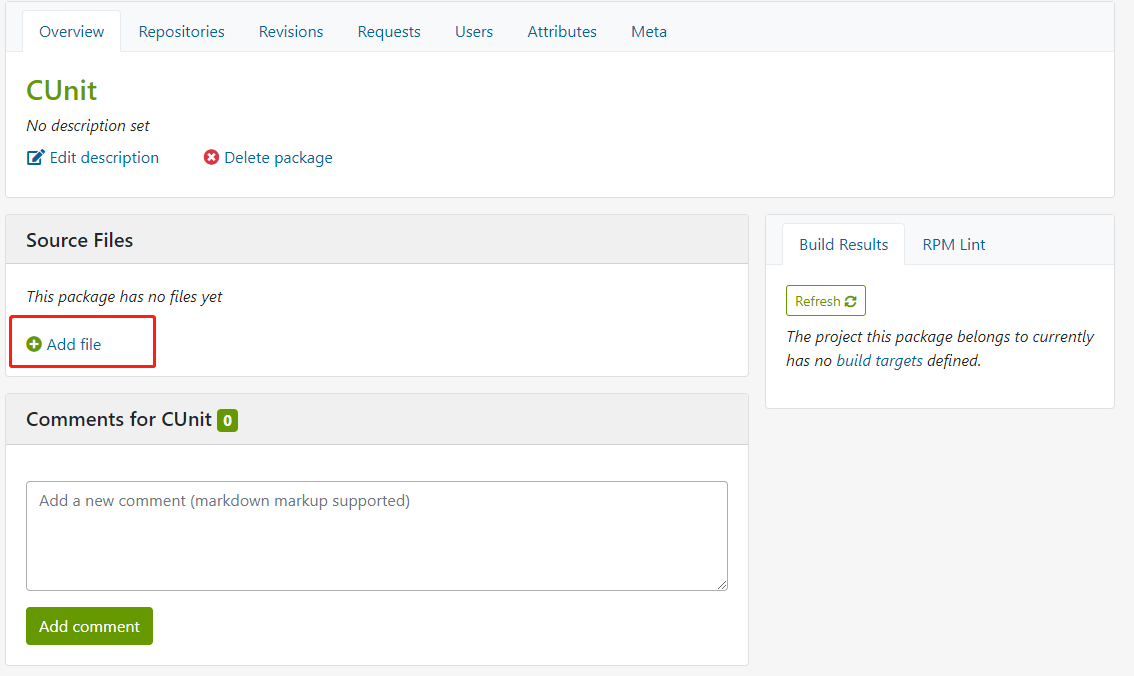 Overview Repositories Revisions Requests Users Attributes Meta
CUnit
No description set
Edit description Delete package
Source Files
This package has no files yet
Add file
Build Results RPM Lint
Refresh
The project this package belongs to currently
has no build targets defined.
Comments for CUnit 0
Add a new comment (markdown markup supported)
Add comment